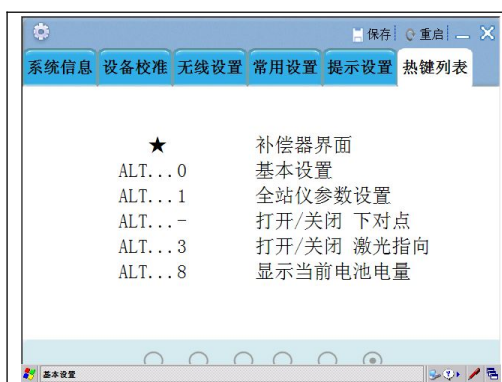 保存 重启
系统信息 设备校准 无线设置 常用设置 提示设置 热键列表
★ 补偿器界面
ALT...0 基本设置
ALT...1 全站仪参数设置
ALT...- 打开/关闭 下对点
ALT...3 打开/关闭 激光指向
ALT...8 显示当前电池电量
基本设置